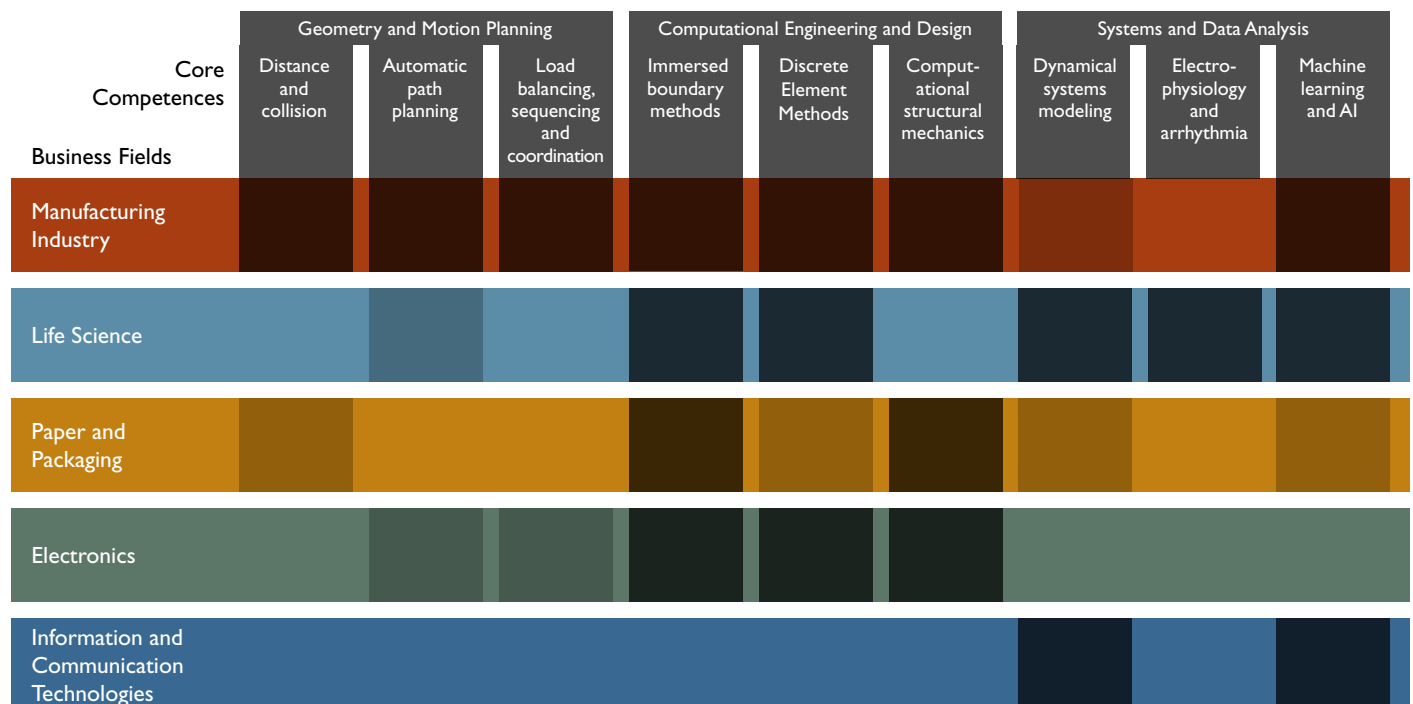 Geometry and Motion Planning
Computational Engineering and Design
Systems and Data Analysis
Core
Competences
Business Fields
Distance
and
collision
Automatic
path
planning
Load
balancing,
sequencing
and
coordination
Immersed
boundary
methods
Discrete
Element
Methods
Comput-
ational
structural
mechanics
Dynamical
systems
modeling
Electro-
physiology
and
arrhythmia
Machine
learning
and AI
Manufacturing
Industry
Life Science
Paper and
Packaging
Electronics
Information and
Communication
Technologies